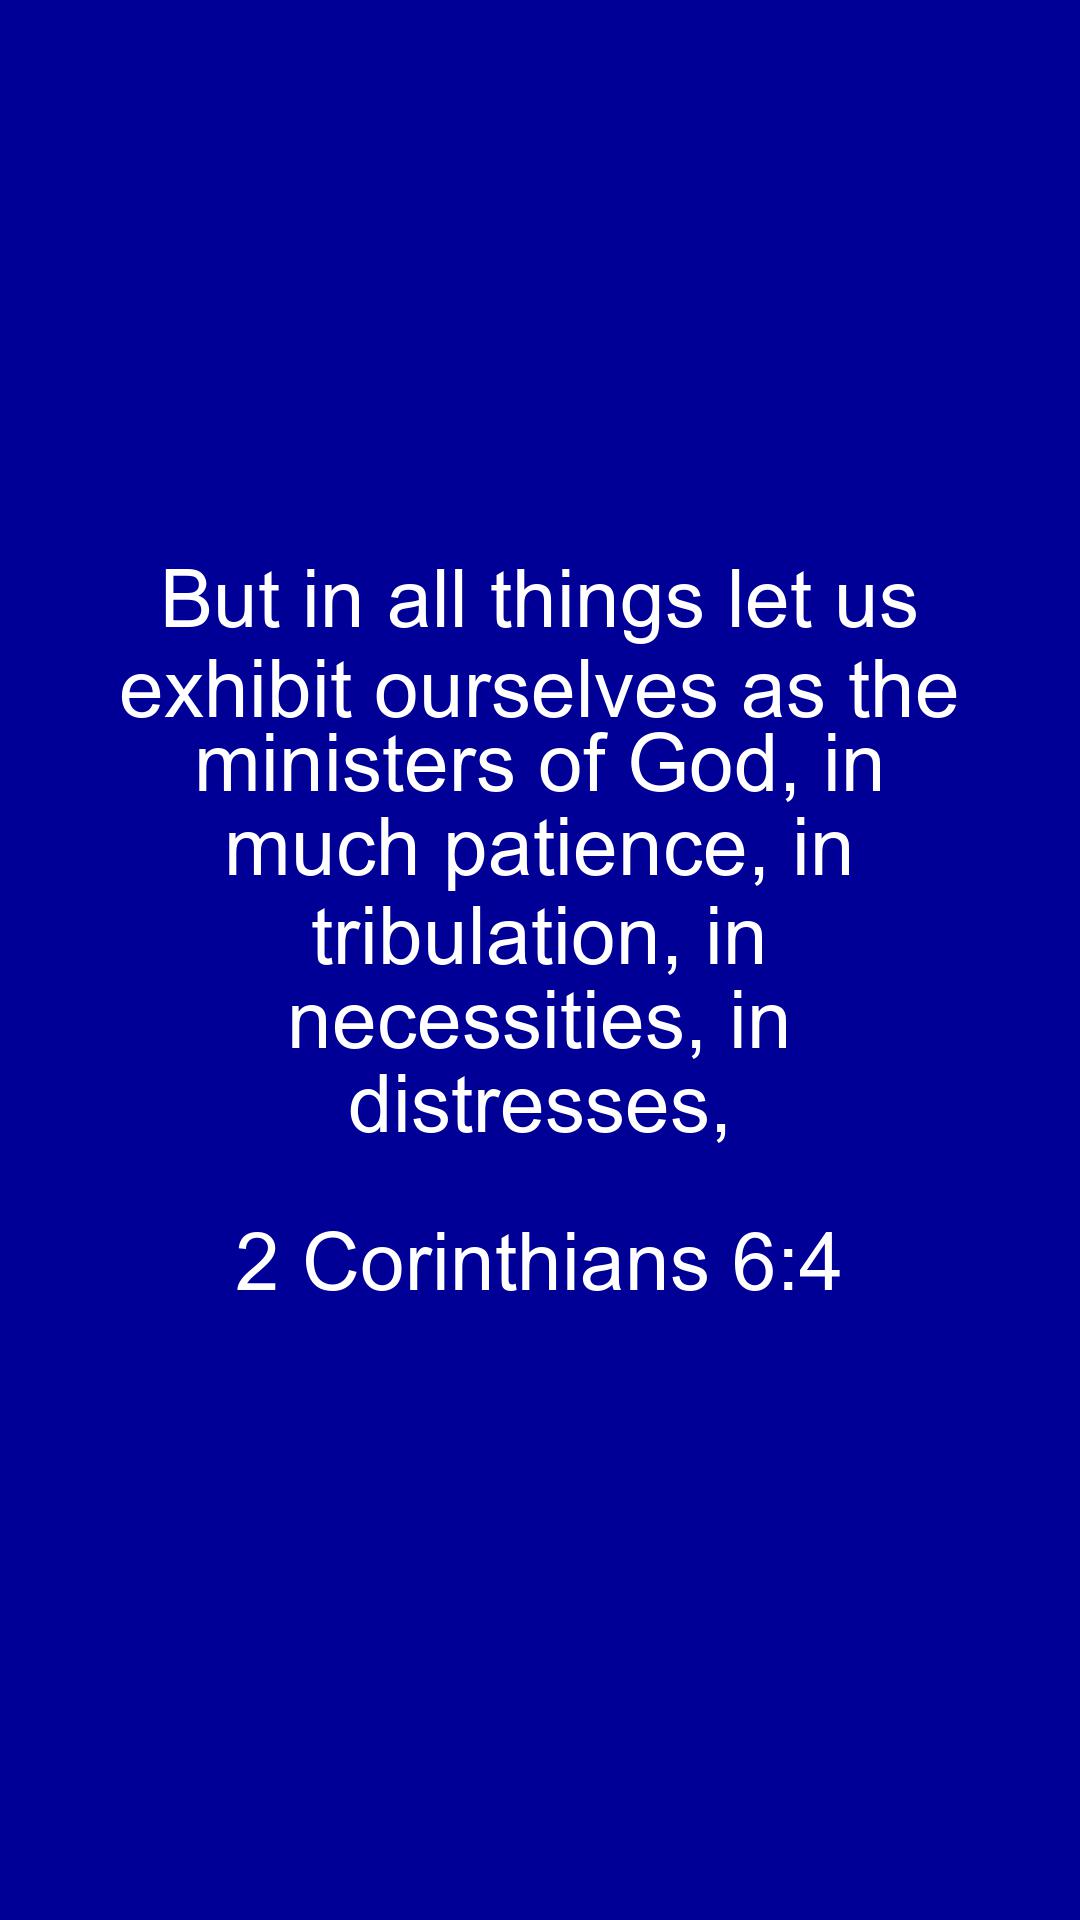 But in all things let us
exhibit ourselves as the
ministers of God, in
much patience, in
tribulation, in
necessities, in
distresses,
2 Corinthians 6:4